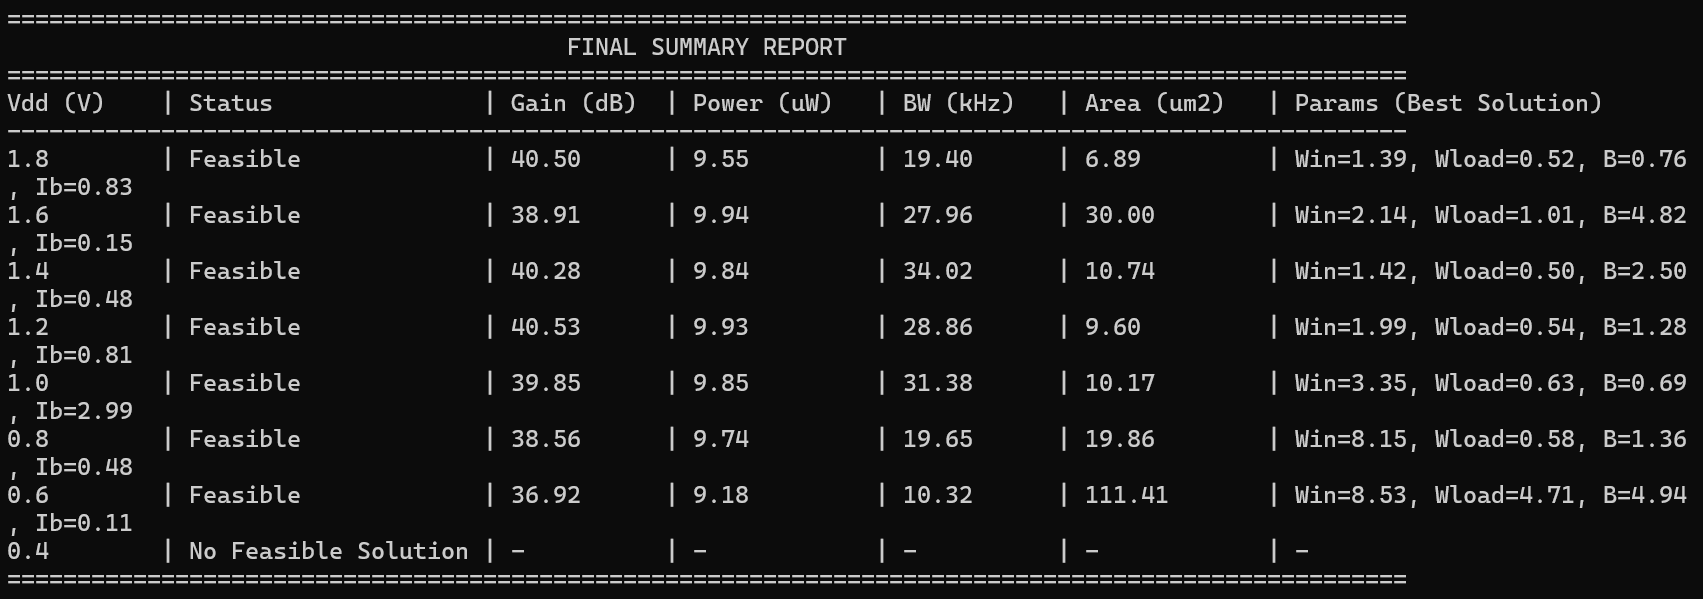 ====================================================================================================
FINAL SUMMARY REPORT
====================================================================================================
Vdd (V)    | Status               | Gain (dB)  | Power (uW)   | BW (kHz)   | Area (um2)   | Params (Best Solution)
----------------------------------------------------------------------------------------------------
1.8        | Feasible             | 40.50      | 9.55         | 19.40      | 6.89         | Win=1.39, Wload=0.52, B=0.76
, Ib=0.83
1.6        | Feasible             | 38.91      | 9.94         | 27.96      | 30.00        | Win=2.14, Wload=1.01, B=4.82
, Ib=0.15
1.4        | Feasible             | 40.28      | 9.84         | 34.02      | 10.74        | Win=1.42, Wload=0.50, B=2.50
, Ib=0.48
1.2        | Feasible             | 40.53      | 9.93         | 28.86      | 9.60         | Win=1.99, Wload=0.54, B=1.28
, Ib=0.81
1.0        | Feasible             | 39.85      | 9.85         | 31.38      | 10.17        | Win=3.35, Wload=0.63, B=0.69
, Ib=2.99
0.8        | Feasible             | 38.56      | 9.74         | 19.65      | 19.86        | Win=8.15, Wload=0.58, B=1.36
, Ib=0.48
0.6        | Feasible             | 36.92      | 9.18         | 10.32      | 111.41       | Win=8.53, Wload=4.71, B=4.94
, Ib=0.11
0.4        | No Feasible Solution | -          | -            | -          | -            | -
====================================================================================================